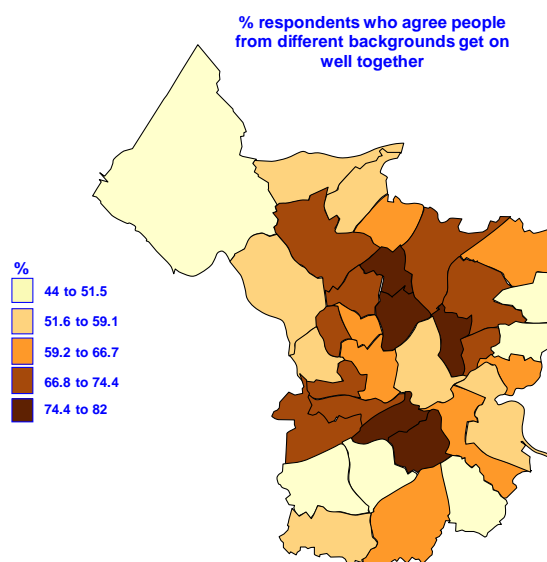 % respondents who agree people
from different backgrounds get on
well together
%
44 to 51.5
51.6 to 59.1
59.2 to 66.7
66.8 to 74.4
74.4 to 82